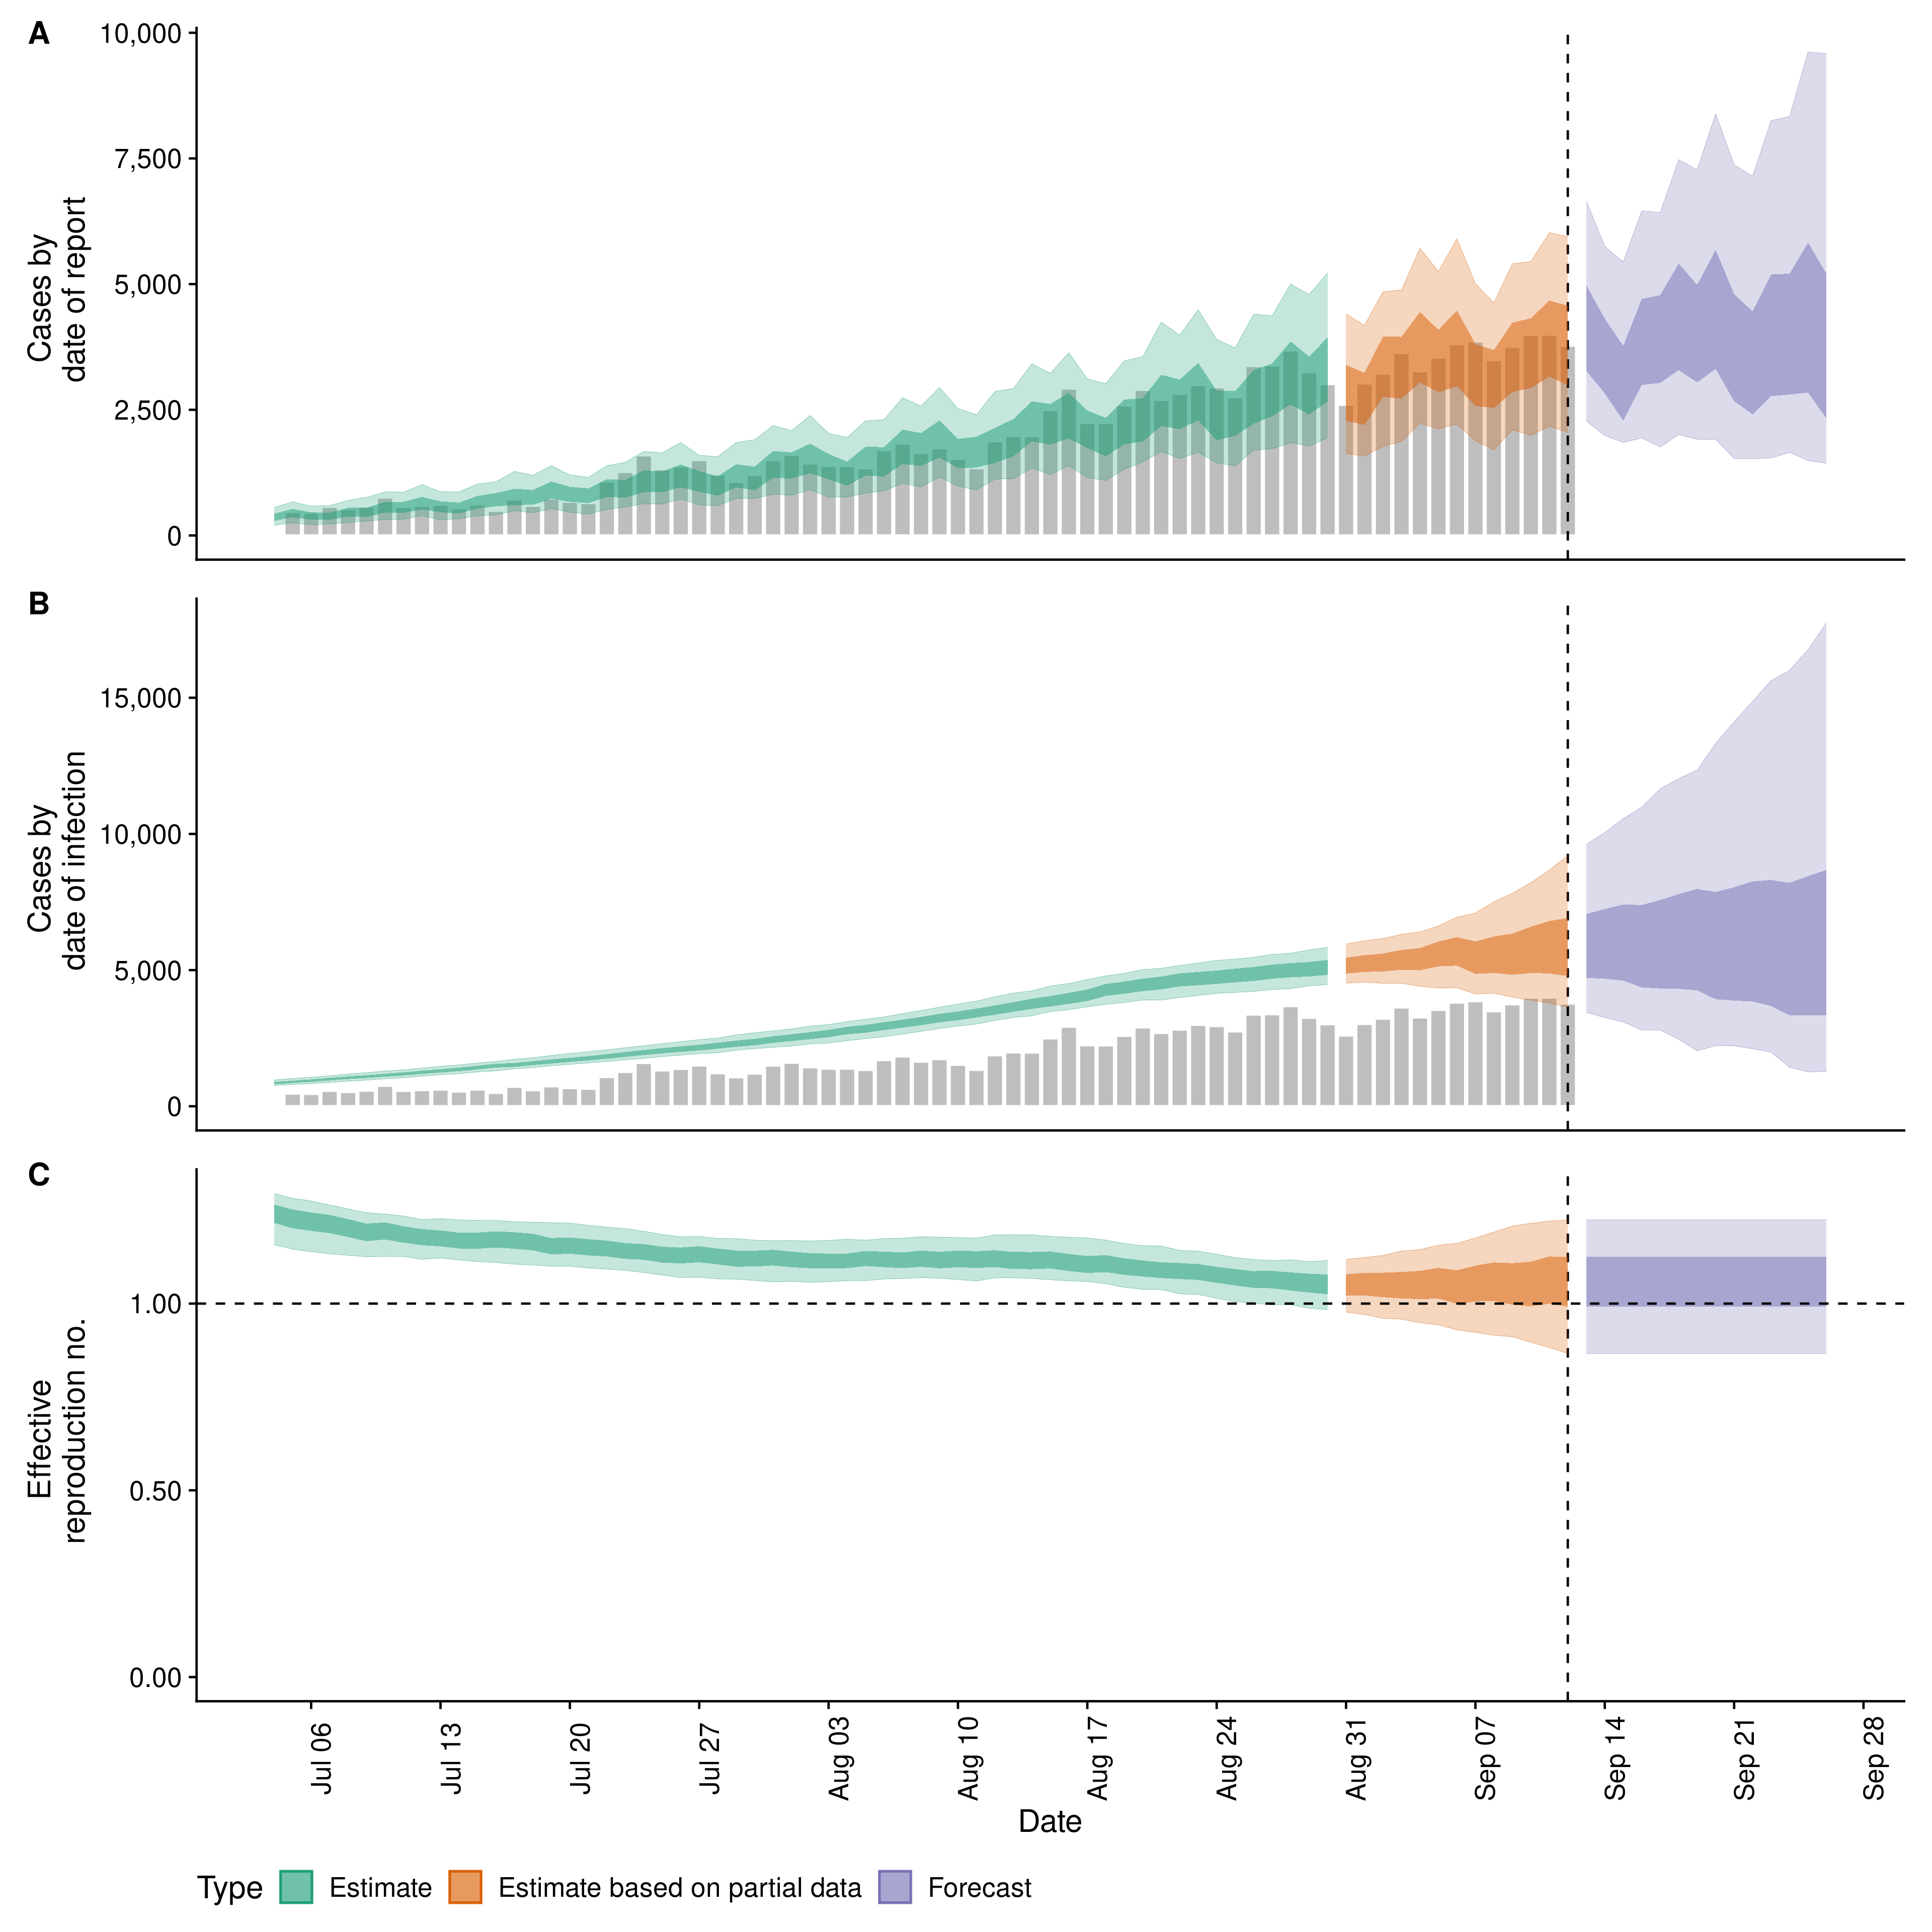 A
10,000
7,500
5,000
2,500
0
Cases by
date of report
B
15,000
10,000
5,000
0
Cases by
date of infection
C
1.00
0.50
0.00
Effective
reproduction no.
Jul 06
Jul 13
Jul 20
Jul 27
Aug 03
Aug 10
Aug 17
Aug 24
Aug 31
Sep 07
Sep 14
Sep 21
Sep 28
Date
Type Estimate Estimate based on partial data Forecast